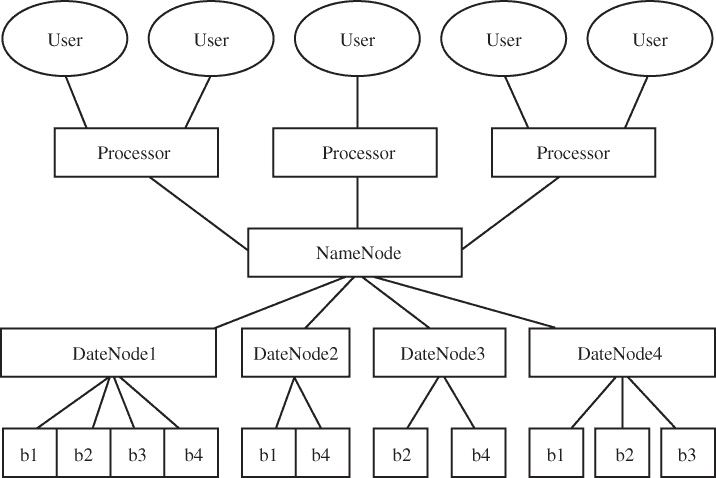 User
User
User
User
User
Processor
Processor
Processor
NameNode
DateNode1
DateNode2
DateNode3
DateNode4
b1
b2
b3
b4
b1
b4
b2
b4
b1
b2
b3